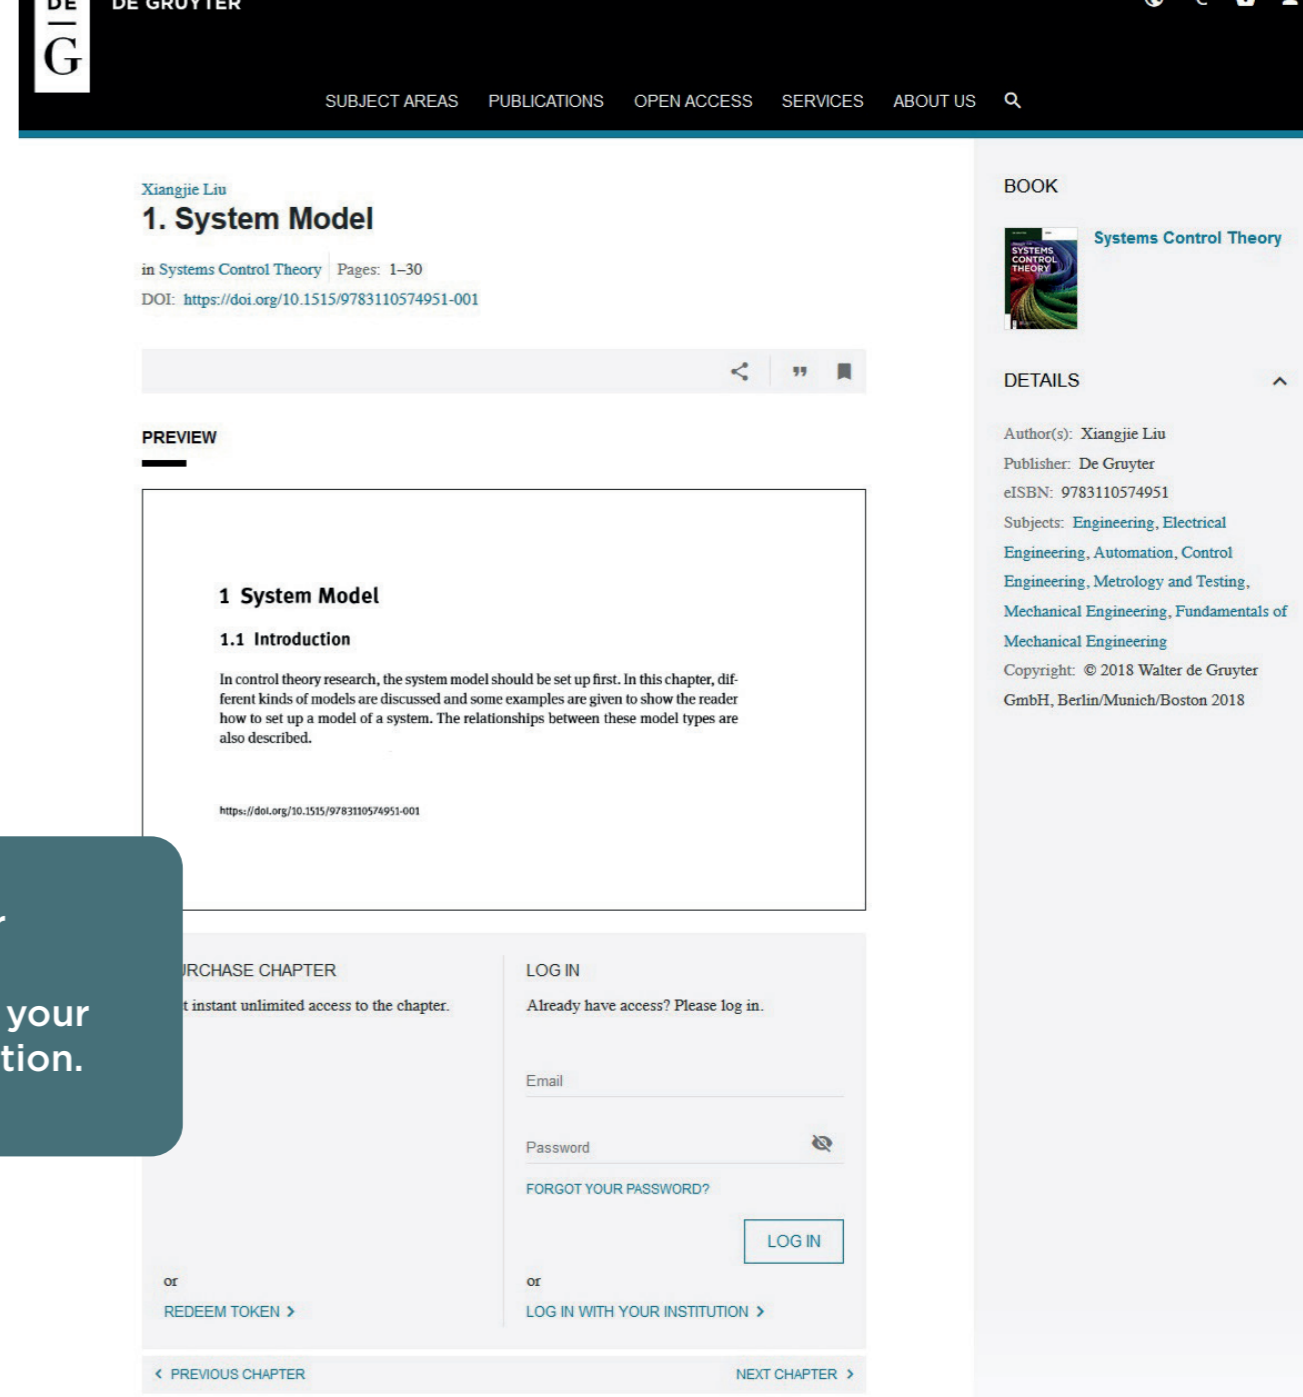 DE
G
DE GRUYTER
SUBJECT AREAS PUBLICATIONS OPEN ACCESS SERVICES ABOUT US
Xiangjie Liu
1. System Model
in Systems Control Theory Pages: 1–30
DOI: https://doi.org/10.1515/9783110574951-001
PREVIEW
1 System Model
1.1 Introduction
In control theory research, the system model should be set up first. In this chapter, dif-
ferent kinds of models are discussed and some examples are given to show the reader
how to set up a model of a system. The relationships between these model types are
also described.
https://doi.org/10.1515/9783110574951-001
your
tion.
URCHASE CHAPTER
t instant unlimited access to the chapter.
or
REDEEM TOKEN >
LOG IN
Already have access? Please log in.
Email
Password
FORGOT YOUR PASSWORD?
LOG IN
or
LOG IN WITH YOUR INSTITUTION >
< PREVIOUS CHAPTER
NEXT CHAPTER >
BOOK
SYSTEMS
CONTROL
THEORY
Systems Control Theory
DETAILS
Author(s): Xiangjie Liu
Publisher: De Gruyter
eISBN: 9783110574951
Subjects: Engineering, Electrical
Engineering, Automation, Control
Engineering, Metrology and Testing,
Mechanical Engineering, Fundamentals of
Mechanical Engineering
Copyright: © 2018 Walter de Gruyter
GmbH, Berlin/Munich/Boston 2018